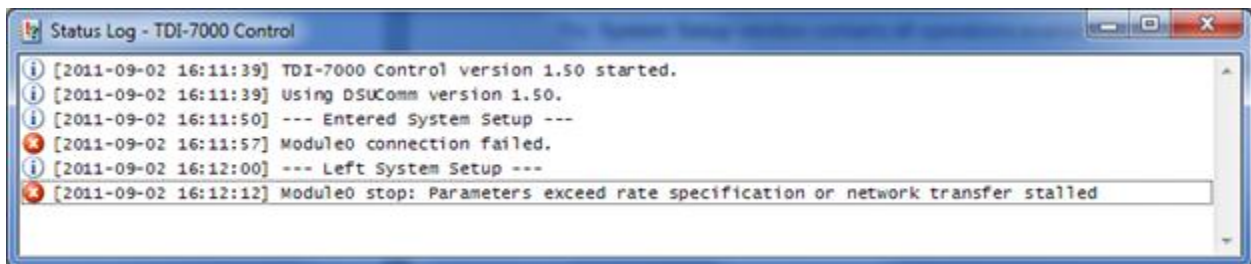 Status Log - TDI-7000 Control
[2011-09-02 16:11:39] TDI-7000 Control version 1.50 started.
[2011-09-02 16:11:39] Using DSUComm version 1.50.
[2011-09-02 16:11:50] --- Entered System Setup ---
[2011-09-02 16:11:57] Module0 connection failed.
[2011-09-02 16:12:00] --- Left System Setup ---
[2011-09-02 16:12:12] Module0 stop: Parameters exceed rate specification or network transfer stalled